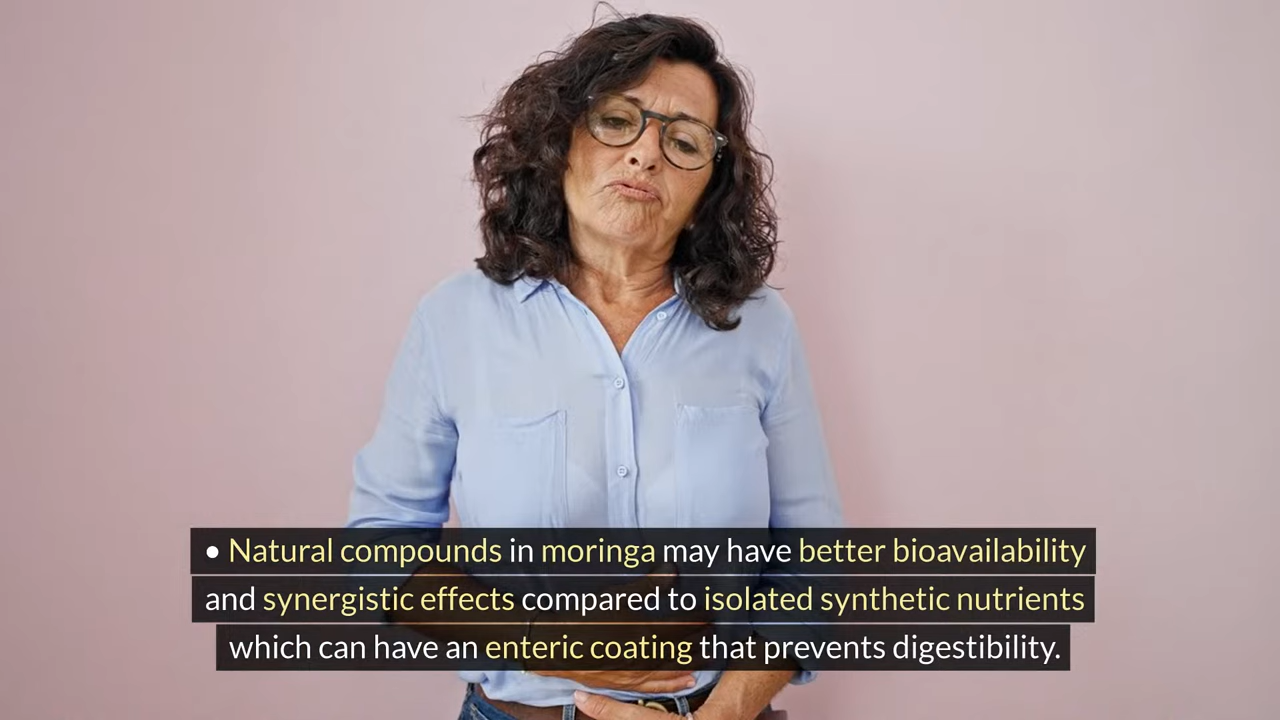 • Natural compounds in moringa may have better bioavailability
and synergistic effects compared to isolated synthetic nutrients
which can have an enteric coating that prevents digestibility.